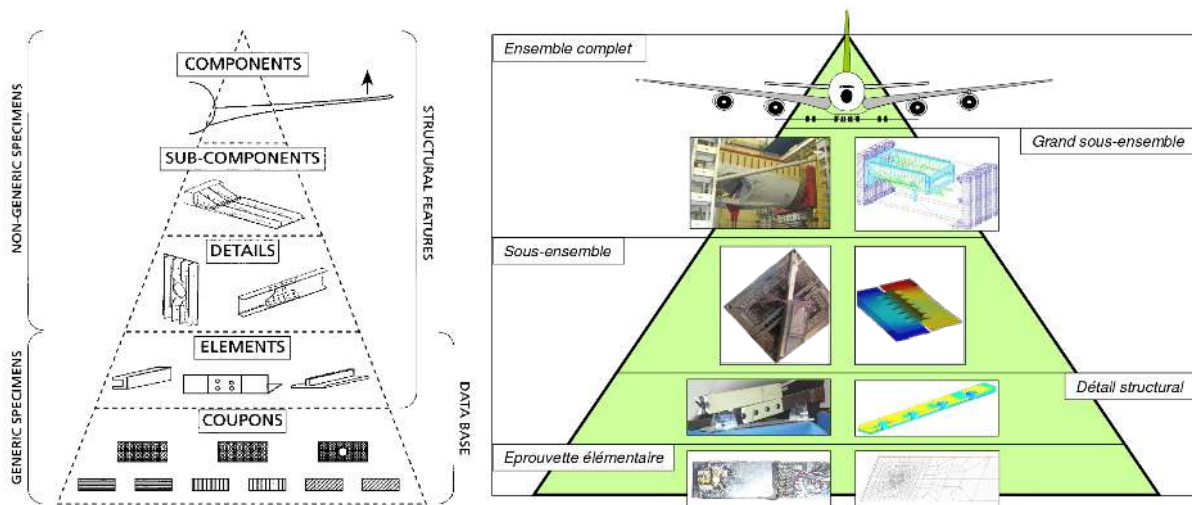 COMPONENTS
SUB-COMPONENTS
DETAILS
ELEMENTS
COUPONS
NON-GENERIC SPECIMENS
GENERIC SPECIMENS
STRUCTURAL FEATURES
DATA BASE
Ensemble complet
Grand sous-ensemble
Sous-ensemble
Détail structural
Eprouvette élémentaire